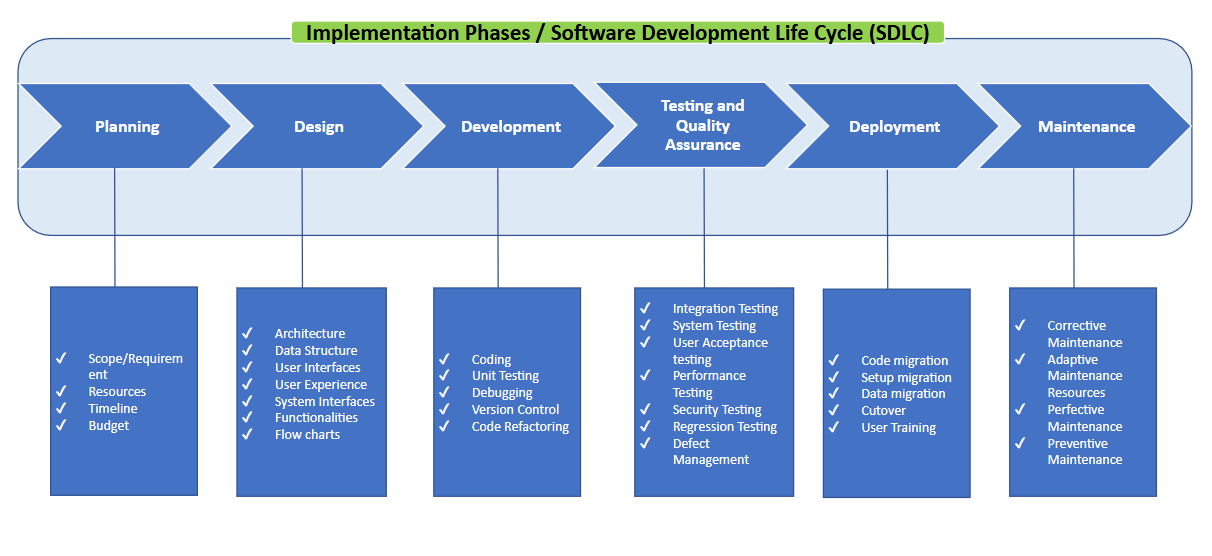 Implementation Phases / Software Development Life Cycle (SDLC)
Planning
Design
Development
Testing and
Quality
Assurance
Deployment
Maintenance
✓ Scope/Requirem
ent
✓ Resources
✓ Timeline
✓ Budget
✓ Architecture
✓ Data Structure
✓ User Interfaces
✓ User Experience
✓ System Interfaces
✓ Functionalities
✓ Flow charts
✓ Coding
✓ Unit Testing
✓ Debugging
✓ Version Control
✓ Code Refactoring
✓ Integration Testing
✓ System Testing
✓ User Acceptance
testing
✓ Performance
Testing
✓ Security Testing
✓ Regression Testing
✓ Defect
Management
✓ Code migration
✓ Setup migration
✓ Data migration
✓ Cutover
✓ User Training
✓ Corrective
Maintenance
✓ Adaptive
Maintenance
Resources
✓ Perfective
Maintenance
✓ Preventive
Maintenance